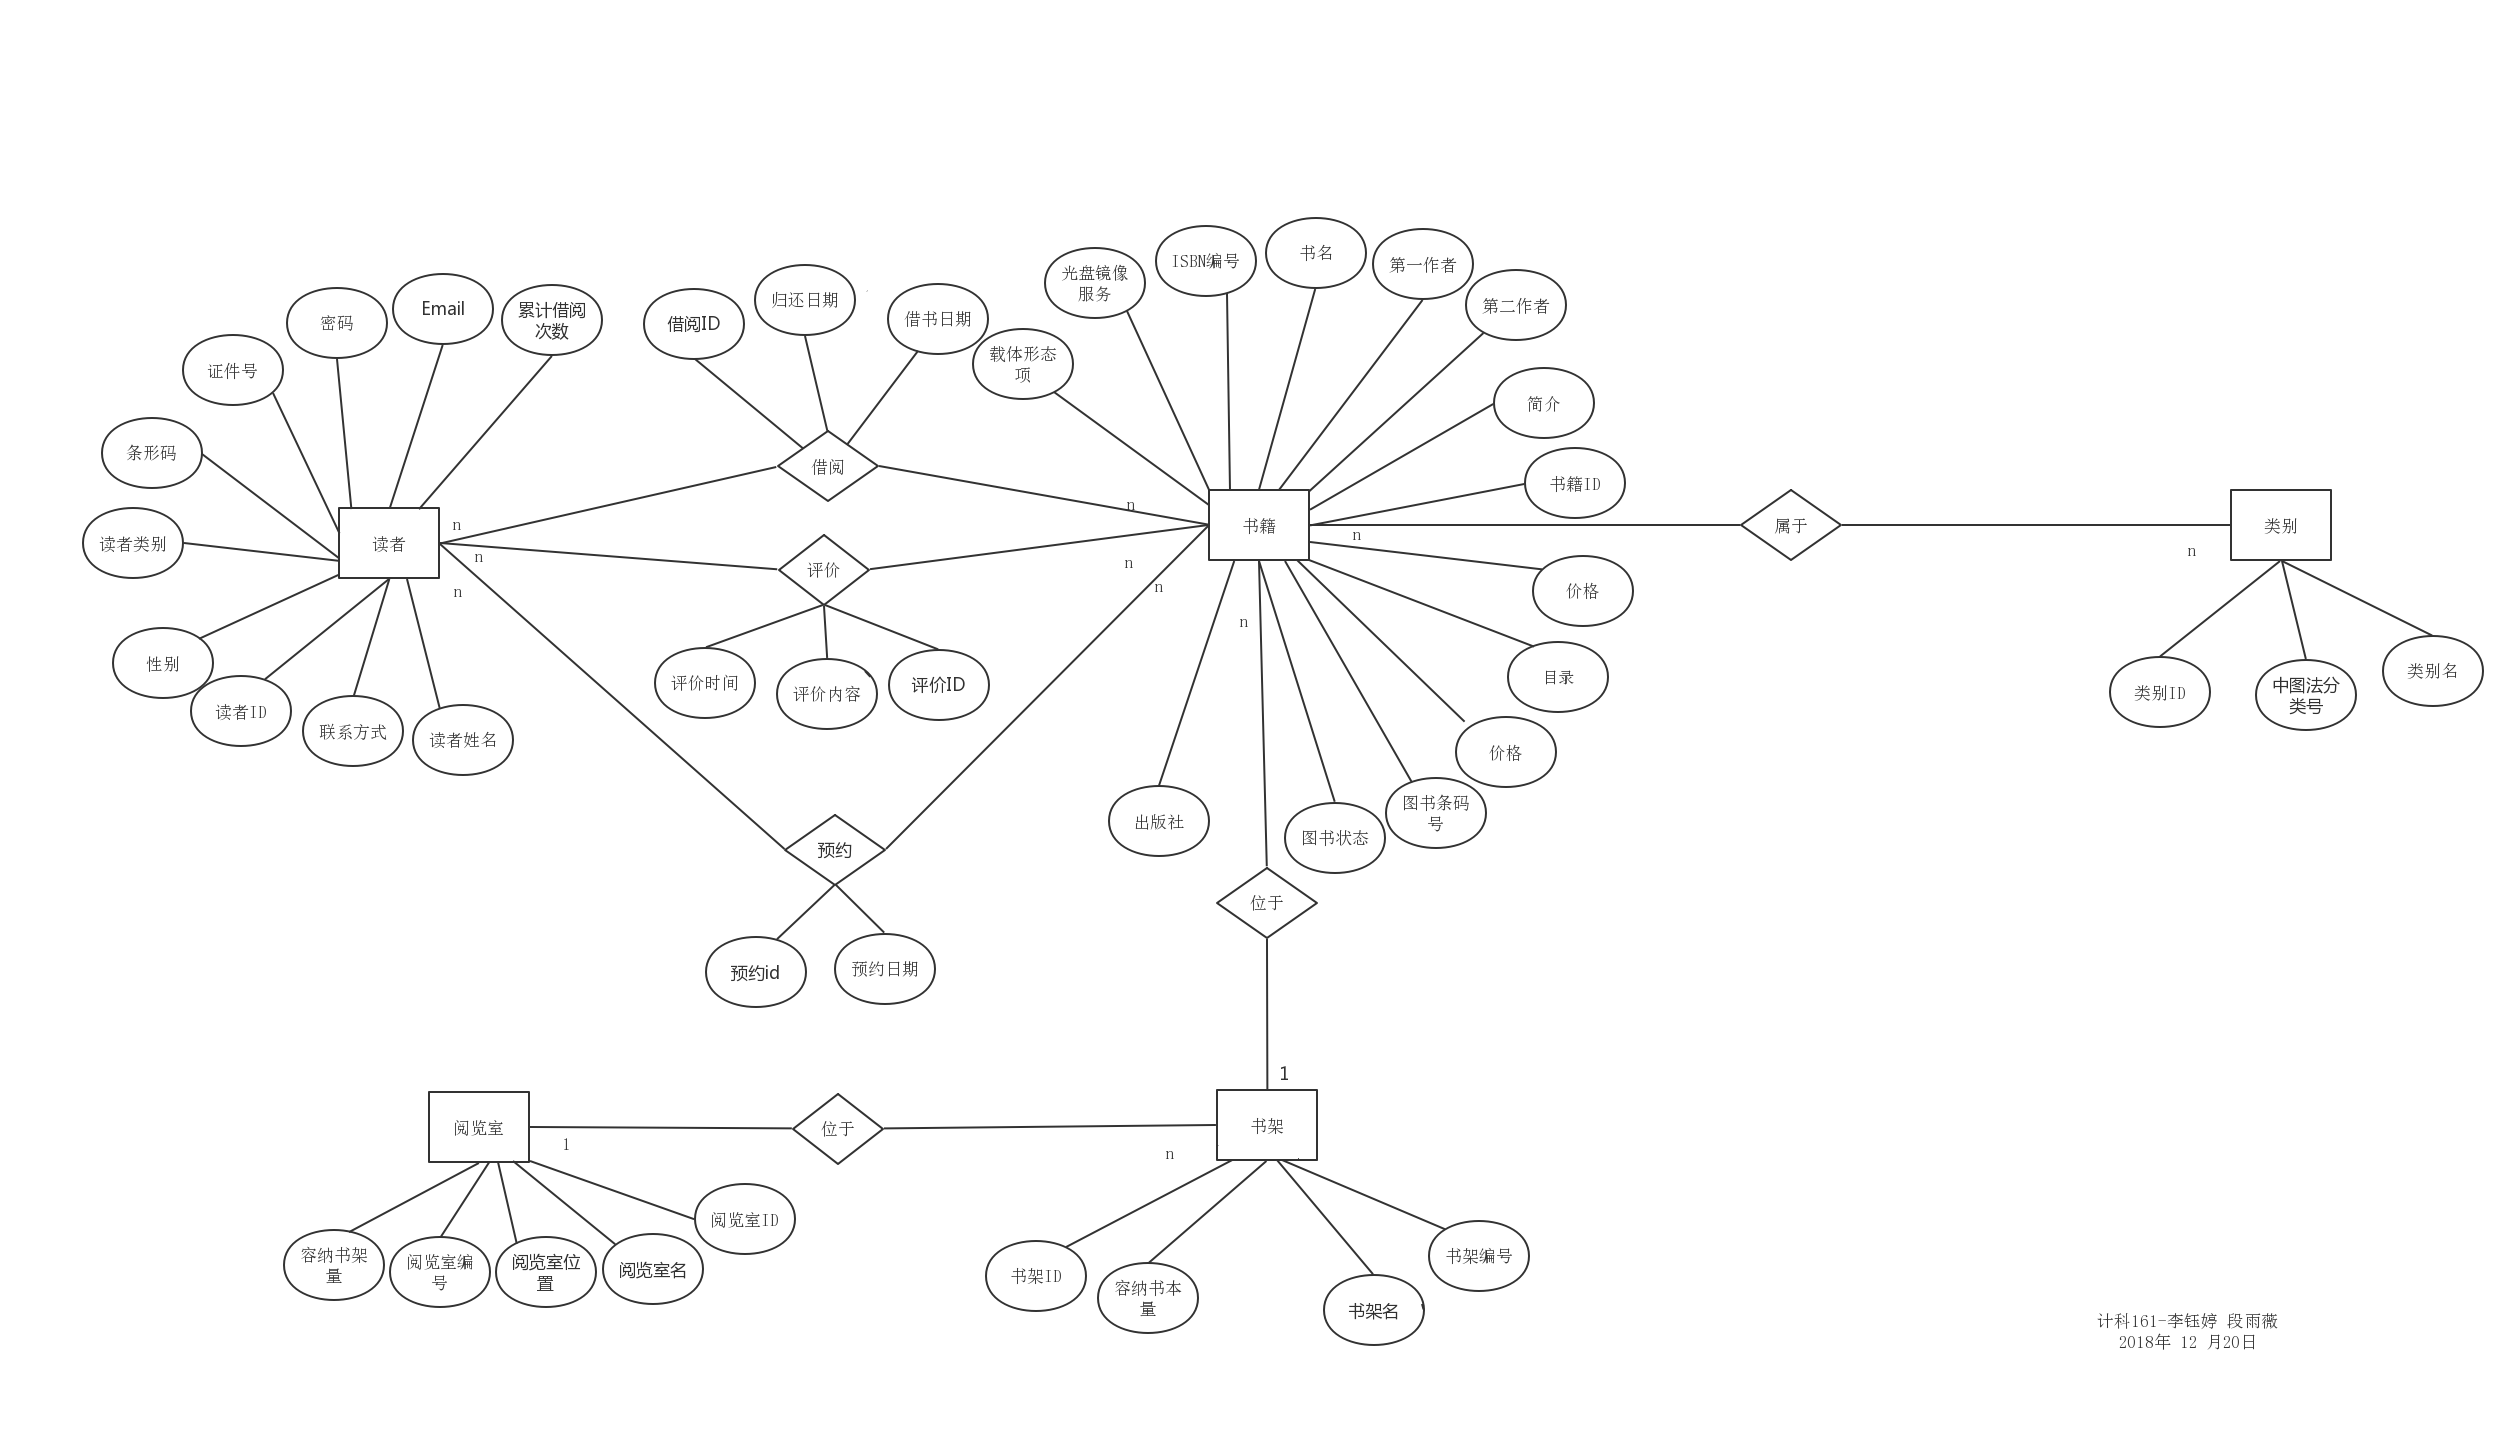 书名
ISBN编号
第一作者
光盘镜像
服务
归还日期
第二作者
Email
累计借阅
次数
借书日期
密码
借阅ID
载体形态
项
证件号
简介
条形码
借阅
书籍ID
n
n
读者
书籍
属于
类别
读者类别
n
n
评价
n
n
n
n
价格
n
性别
评价时间
评价内容
评价ID
目录
类别ID
中图法分
类号
类别名
读者ID
联系方式
读者姓名
价格
图书条码
号
出版社
图书状态
预约
位于
预约id
预约日期
1
阅览室
位于
书架
1
n
阅览室ID
容纳书架
量
阅览室编
号
阅览室位
置
阅览室名
书架ID
容纳书本
量
书架名
书架编号
计科161-李钰婷 段雨薇
2018年 12 月20日